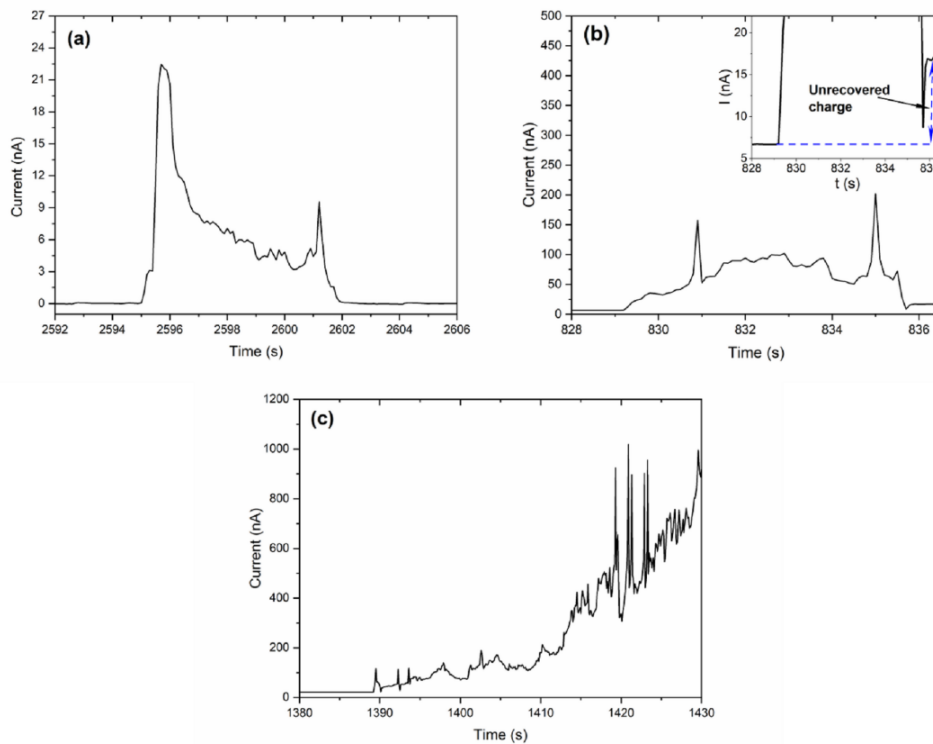 (a)
27
24
21
18
15
12
9
6
3
0
Current (nA)
2592 2594 2596 2598 2600 2602 2604 2606
Time (s)
(b)
500
450
400
350
300
250
200
150
100
50
0
Current (nA)
828 830 832 834 836
Time (s)
20
15
10
5
I (nA)
Unrecovered
charge
828 830 832 834
t (s)
(c)
1200
1000
800
600
400
200
0
Current (nA)
1380 1390 1400 1410 1420 1430
Time (s)